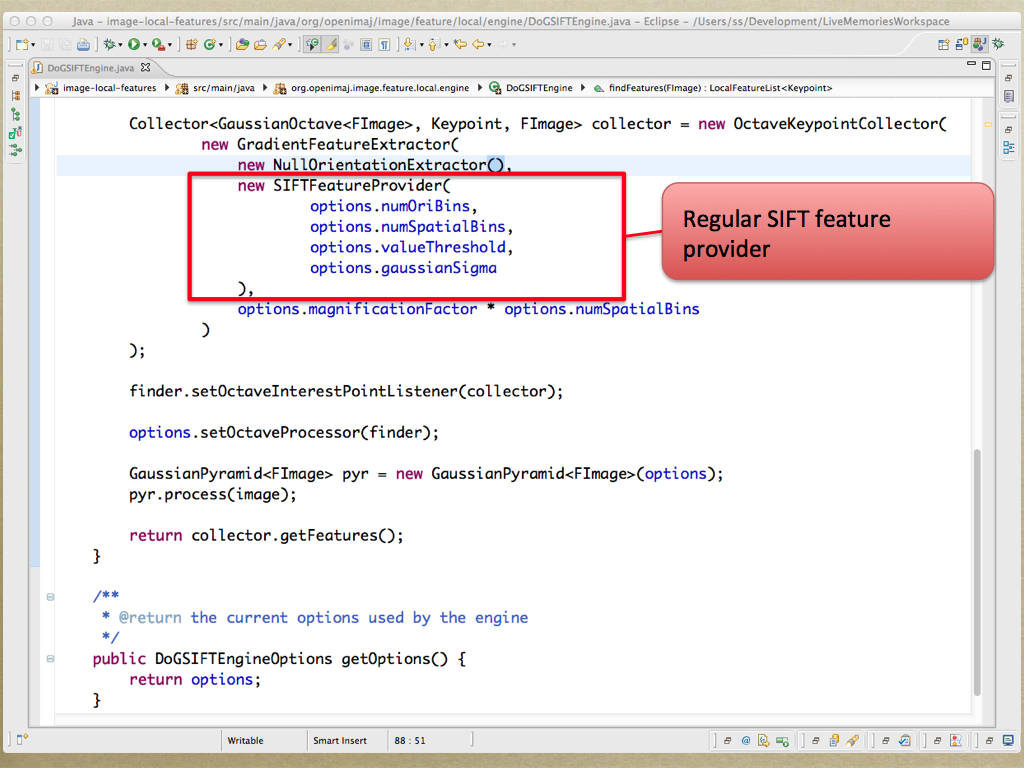 Java – image-local-features/src/main/java/org/openimaj/image/feature/local/engine/DoGSIFTEngine.java – Eclipse – /Users/ss/Development/LiveMemoriesWorkspace
DoGSIFTEngine.java
image-local-features src/main/java org.openimaj.image.feature.local.engine DoGSIFTEngine findFeatures(FImage) : LocalFeatureList<Keypoint>
Collector<GaussianOctave<FImage>, Keypoint, FImage> collector = new OctaveKeypointCollector(
new GradientFeatureExtractor(
new NullOrientationExtractor(),
new SIFTFeatureProvider(
options.numOriBins,
options.numSpatialBins,
options.valueThreshold,
options.gaussianSigma
),
options.magnificationFactor * options.numSpatialBins
)
);
Regular SIFT feature
provider
finder.setOctaveInterestPointListener(collector);
options.setOctaveProcessor(finder);
GaussianPyramid<FImage> pyr = new GaussianPyramid<FImage>(options);
pyr.process(image);
return collector.getFeatures();
}
/**
* @return the current options used by the engine
*/
public DoGSIFTEngineOptions getOptions() {
return options;
}
Writable Smart Insert 88 : 51